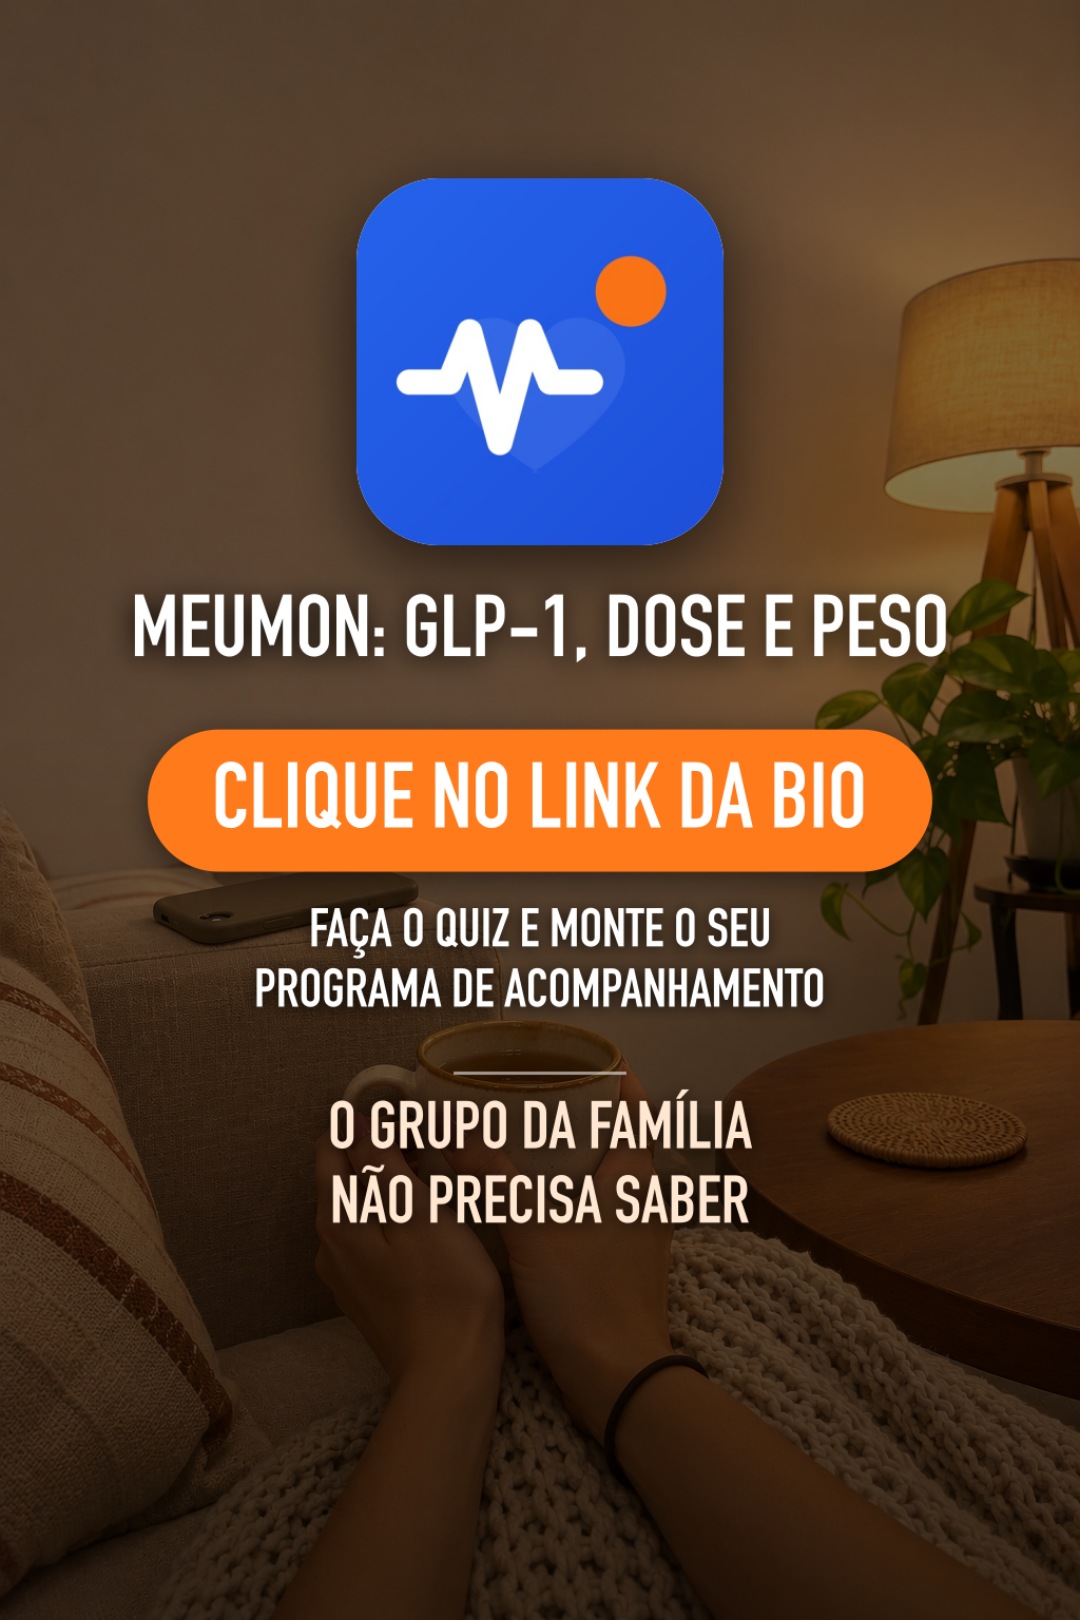 MEUMON: GLP-1, DOSE E PESO
CLIQUE NO LINK DA BIO
FAÇA O QUIZ E MONTE O SEU
PROGRAMA DE ACOMPANHAMENTO
O GRUPO DA FAMÍLIA
NÃO PRECISA SABER